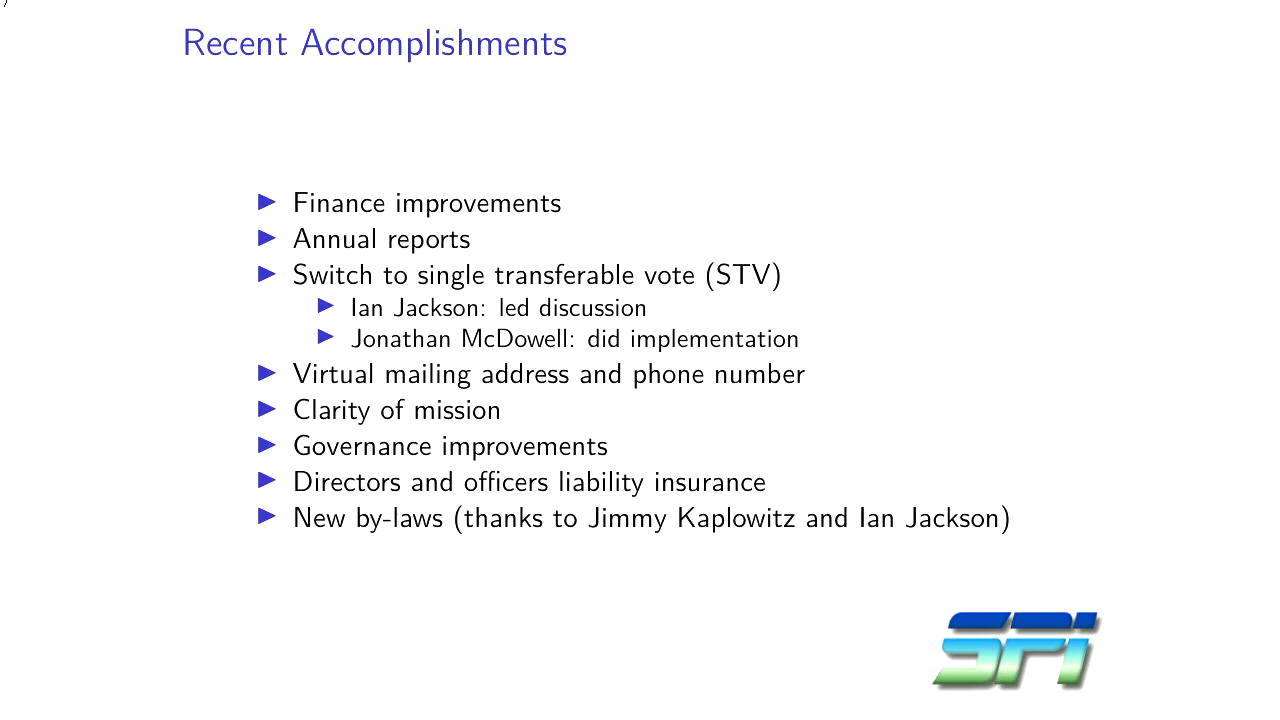 Recent Accomplishments
Finance improvements
Annual reports
Switch to single transferable vote (STV)
Ian Jackson: led discussion
Jonathan McDowell: did implementation
Virtual mailing address and phone number
Clarity of mission
Governance improvements
Directors and officers liability insurance
New by-laws (thanks to Jimmy Kaplowitz and Ian Jackson)
SPi